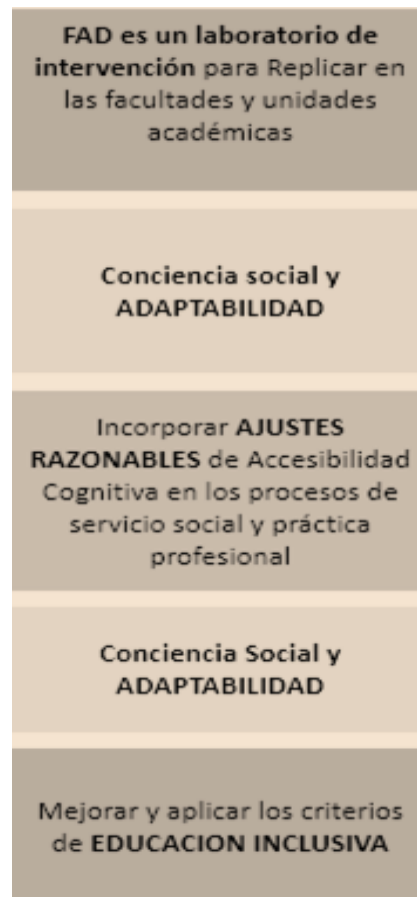 FAD es un laboratorio de
intervención para Replicar en
las facultades y unidades
académicas
Conciencia social y
ADAPTABILIDAD
Incorporar AJUSTES
RAZONABLES de Accesibilidad
Cognitiva en los procesos de
servicio social y práctica
profesional
Conciencia Social y
ADAPTABILIDAD
Mejorar y aplicar los criterios
de EDUCACION INCLUSIVA